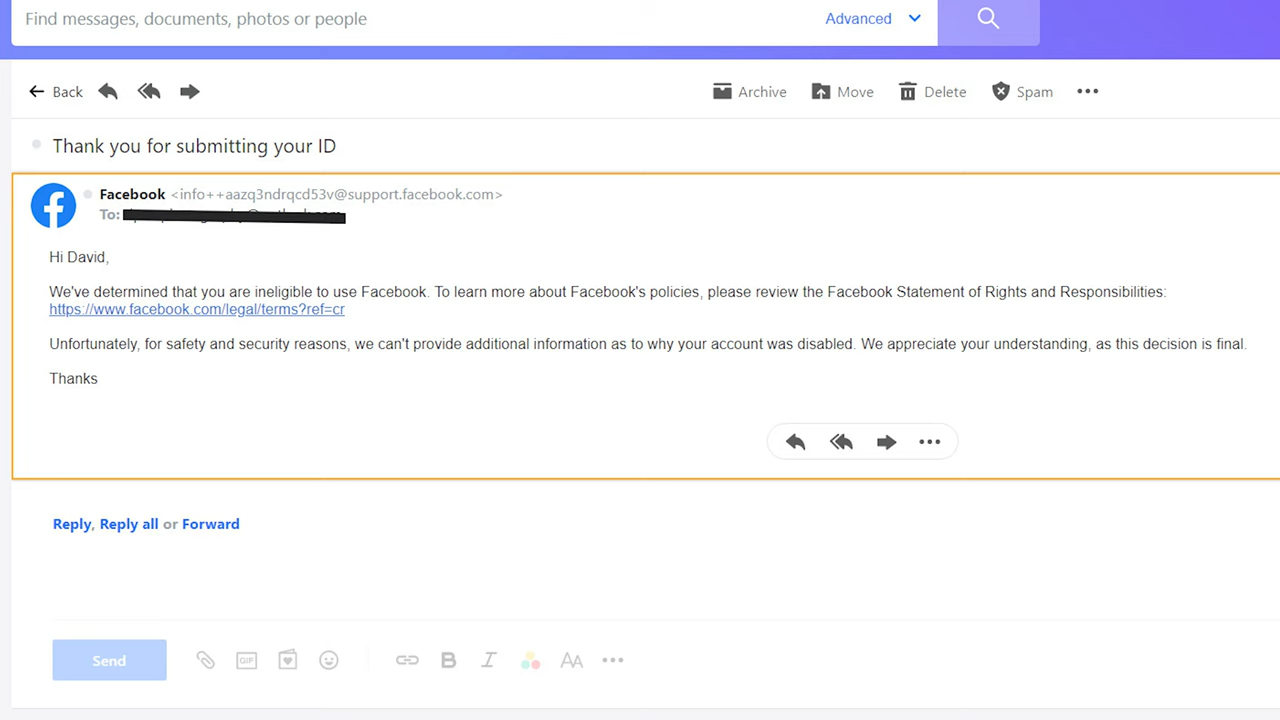 Find messages, documents, photos or people
Advanced
Back
Archive
Move
Delete
Spam
Thank you for submitting your ID
Facebook <info++aazq3ndrqcd53v@support.facebook.com>
To:
Hi David,
We've determined that you are ineligible to use Facebook. To learn more about Facebook's policies, please review the Facebook Statement of Rights and Responsibilities:
https://www.facebook.com/legal/terms?ref=cr
Unfortunately, for safety and security reasons, we can't provide additional information as to why your account was disabled. We appreciate your understanding, as this decision is final.
Thanks
Reply, Reply all or Forward
Send
GIF
B
I
AA